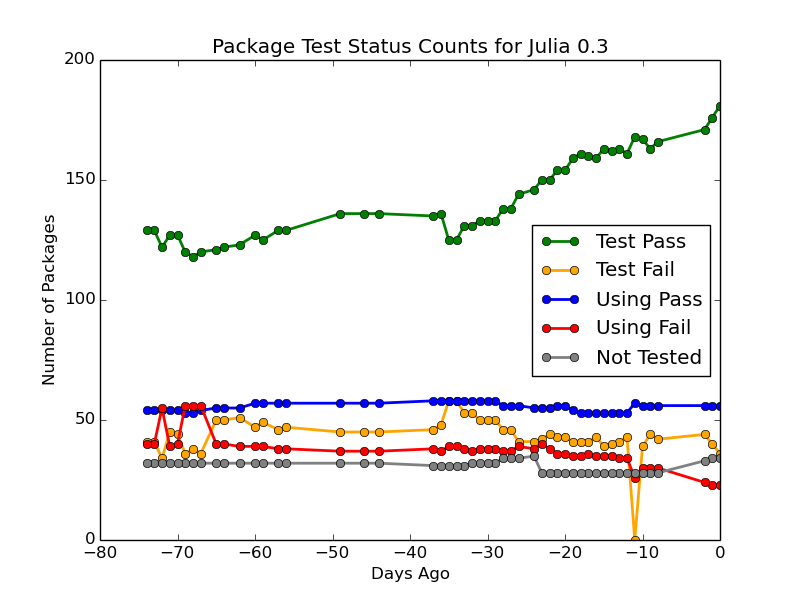 Package Test Status Counts for Julia 0.3
200
150
100
50
0
Number of Packages
Test Pass
Test Fail
Using Pass
Using Fail
Not Tested
−80 −70 −60 −50 −40 −30 −20 −10 0
Days Ago